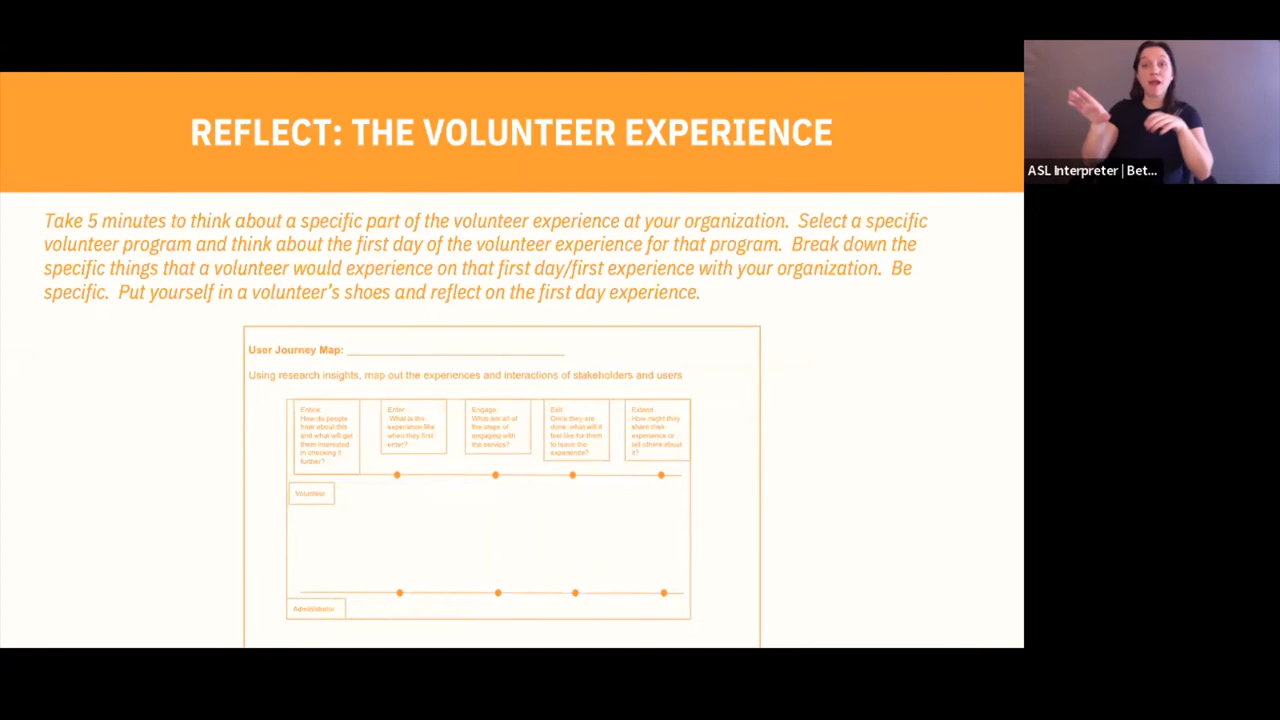 REFLECT: THE VOLUNTEER EXPERIENCE
ASL Interpreter | Bet...
Take 5 minutes to think about a specific part of the volunteer experience at your organization. Select a specific
volunteer program and think about the first day of the volunteer experience for that program. Break down the
specific things that a volunteer would experience on that first day/first experience with your organization. Be
specific. Put yourself in a volunteer's shoes and reflect on the first day experience.
User Journey Map:
Using research insights, map out the experiences and interactions of stakeholders and users
Entice
How do people
hear about this
and what will get
them interested
in checking it
further?
Enter
What is the
experience like
when they first
enter?
Engage
What are all of
the steps of
engaging with
the service?
Exit
Once they are
done, what will it
feel like for them
to leave the
experience?
Extend
How might they
share their
experience or
tell others about
it?
Volunteer
Administrator